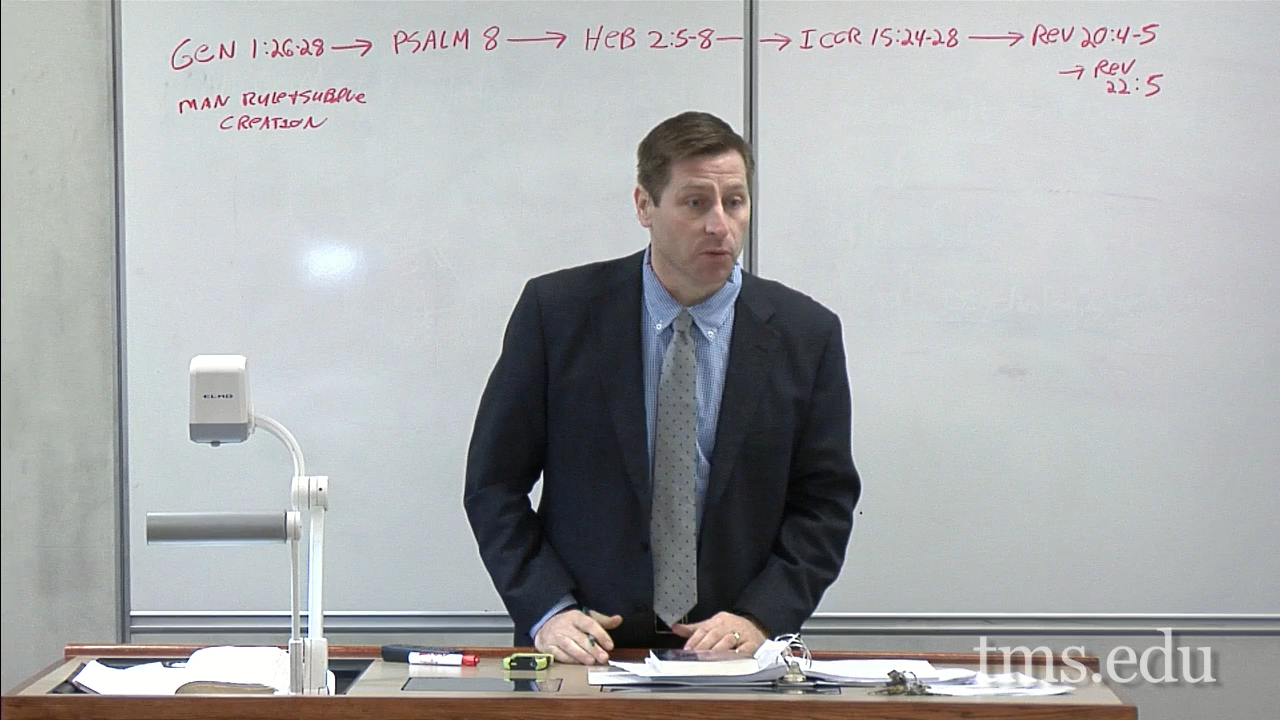 GEN 1:26-28 → PSALM 8 → HEB 2:5-8 → I COR 15:24-28 → REV 20:4-5
→ REV
22:5
MAN RULE + SUBDUE
CREATION
ELMO
tms.edu